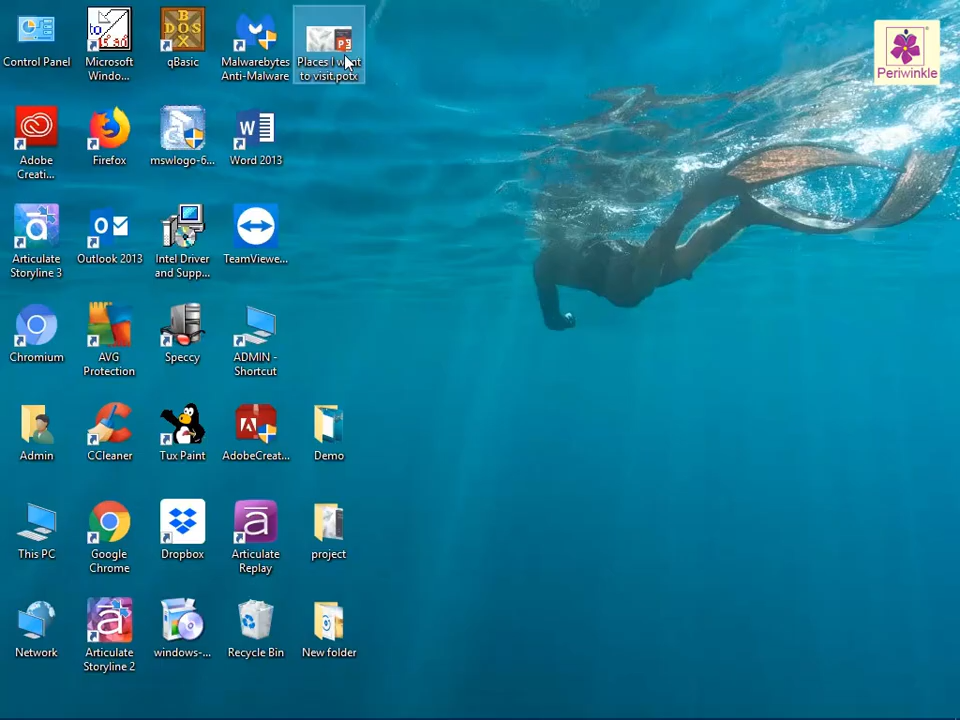 Control Panel
Microsoft
Windo...
qBasic
Malwarebytes
Anti-Malware
Places I want
to visit.potx
Periwinkle
Adobe
Creati...
Firefox
mswlogo-6...
Word 2013
Articulate
Storyline 3
Outlook 2013
Intel Driver
and Supp...
TeamViewe...
Chromium
AVG
Protection
Speccy
ADMIN -
Shortcut
Admin
CCleaner
Tux Paint
AdobeCreat...
Demo
This PC
Google
Chrome
Dropbox
Articulate
Replay
project
Network
Articulate
Storyline 2
windows-...
Recycle Bin
New folder